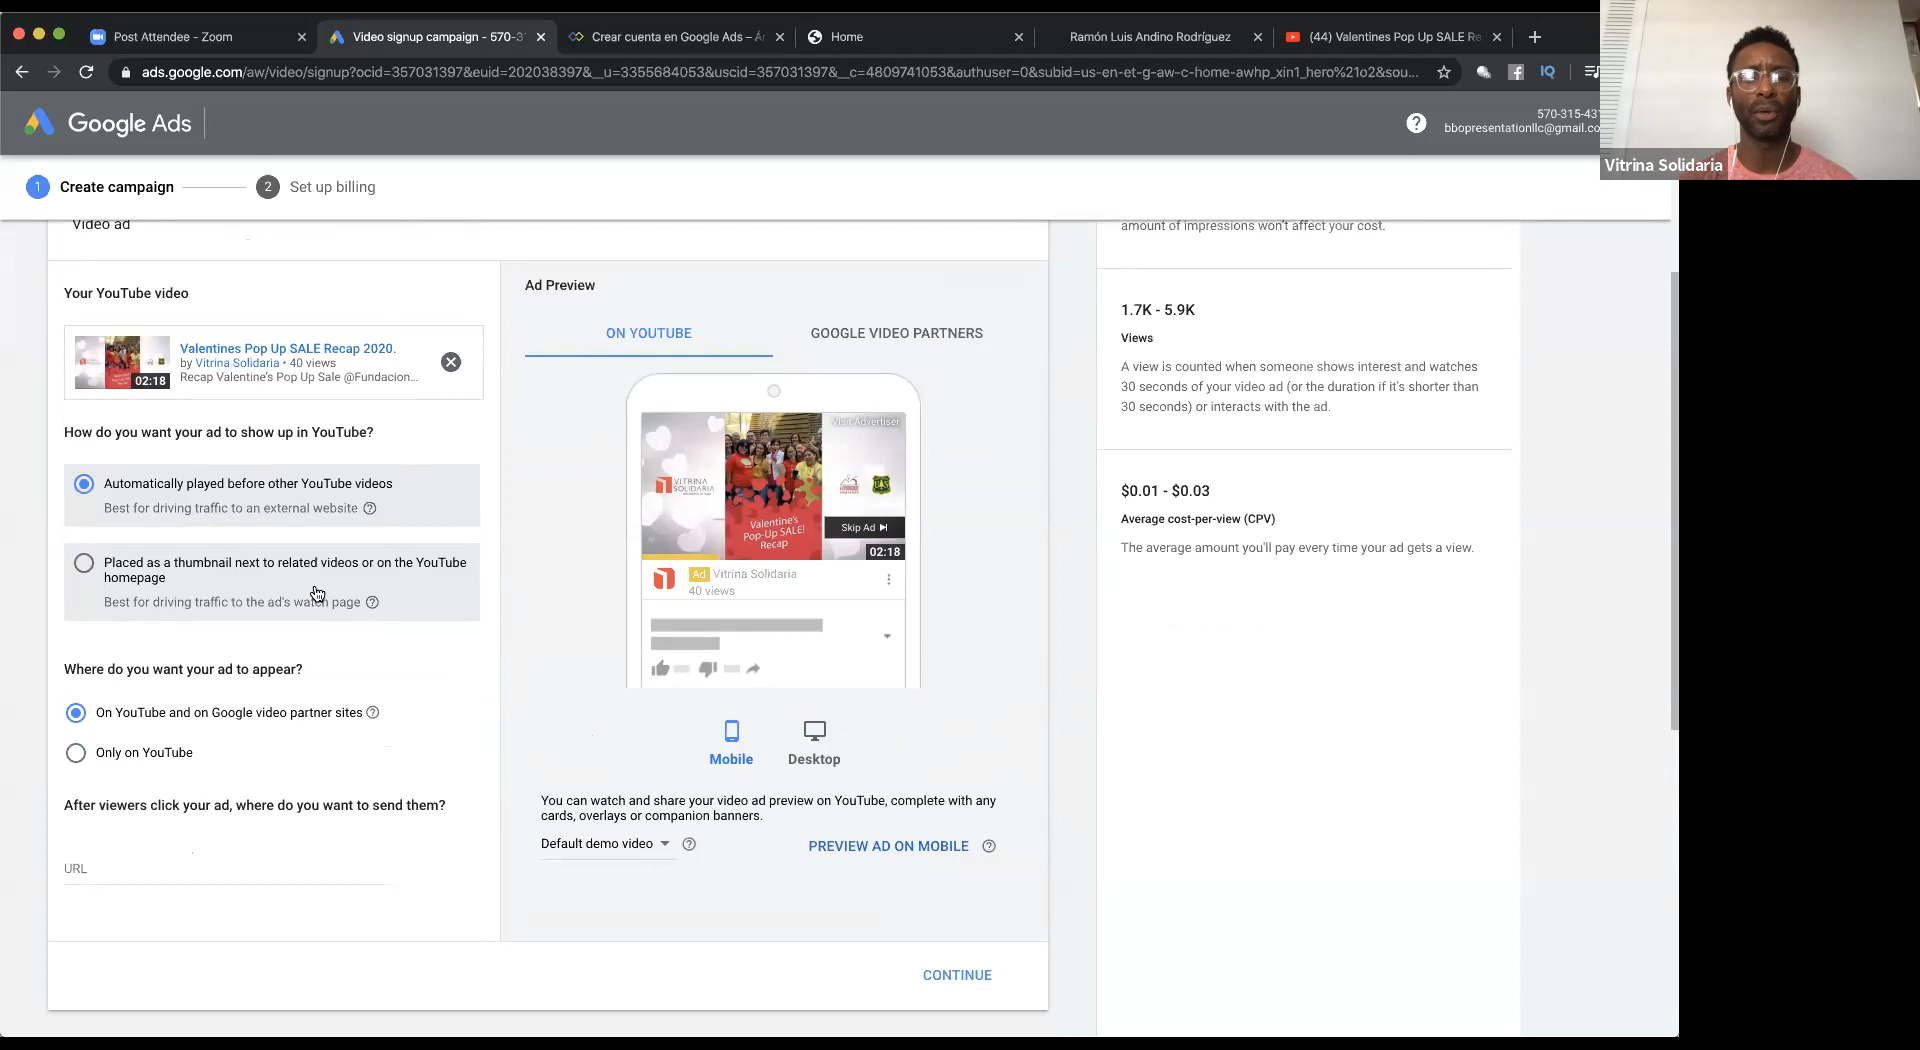 Post Attendee - Zoom
Video signup campaign - 570-3
Crear cuenta en Google Ads –
Home
Ramón Luis Andino Rodríguez
(44) Valentines Pop Up SALE Re
ads.google.com/aw/video/signup?ocid=357031397&euid=202038397&__u=3355684053&uscid=357031397&__c=4809741053&authuser=0&subid=us-en-et-g-aw-c-home-awhp_xin1_hero%21o2&sou...
Google Ads
570-315-431
bbopresentationllc@gmail.co
Vitrina Solidaria
1 Create campaign
2 Set up billing
Video ad
Your YouTube video
Valentines Pop Up SALE Recap 2020.
by Vitrina Solidaria • 40 views
Recap Valentine's Pop Up Sale @Fundacion...
02:18
How do you want your ad to show up in YouTube?
Automatically played before other YouTube videos
Best for driving traffic to an external website
Placed as a thumbnail next to related videos or on the YouTube
homepage
Best for driving traffic to the ad's watch page
Where do you want your ad to appear?
On YouTube and on Google video partner sites
Only on YouTube
After viewers click your ad, where do you want to send them?
URL
Ad Preview
ON YOUTUBE
GOOGLE VIDEO PARTNERS
Visit Advertiser
VITRINA
SOLIDARIA
Valentine's
Pop-Up SALE!
Recap
Skip Ad
02:18
Ad Vitrina Solidaria
40 views
Mobile
Desktop
You can watch and share your video ad preview on YouTube, complete with any
cards, overlays or companion banners.
Default demo video
PREVIEW AD ON MOBILE
CONTINUE
amount of impressions won't affect your cost.
1.7K - 5.9K
Views
A view is counted when someone shows interest and watches
30 seconds of your video ad (or the duration if it's shorter than
30 seconds) or interacts with the ad.
$0.01 - $0.03
Average cost-per-view (CPV)
The average amount you'll pay every time your ad gets a view.